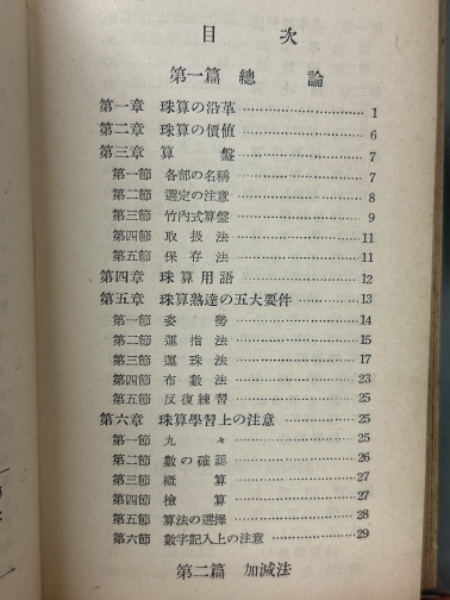 目次
第一篇 總論
第一章 珠算の沿革 1
第二章 珠算の價値 6
第三章 算盤 7
第一節 各部の名稱 7
第二節 選定の注意 8
第三節 竹内式算盤 9
第四節 取扱法 11
第五節 保存法 11
第四章 珠算用語 12
第五章 珠算熟達の五大要件 13
第一節 姿勢 14
第二節 運指法 15
第三節 運珠法 17
第四節 布數法 23
第五節 反復練習 25
第六章 珠算學習上の注意 25
第一節 九々 25
第二節 數の確認 26
第三節 概算 27
第四節 檢算 27
第五節 算法の選擇 28
第六節 數字記入上の注意 29
第二篇 加減法